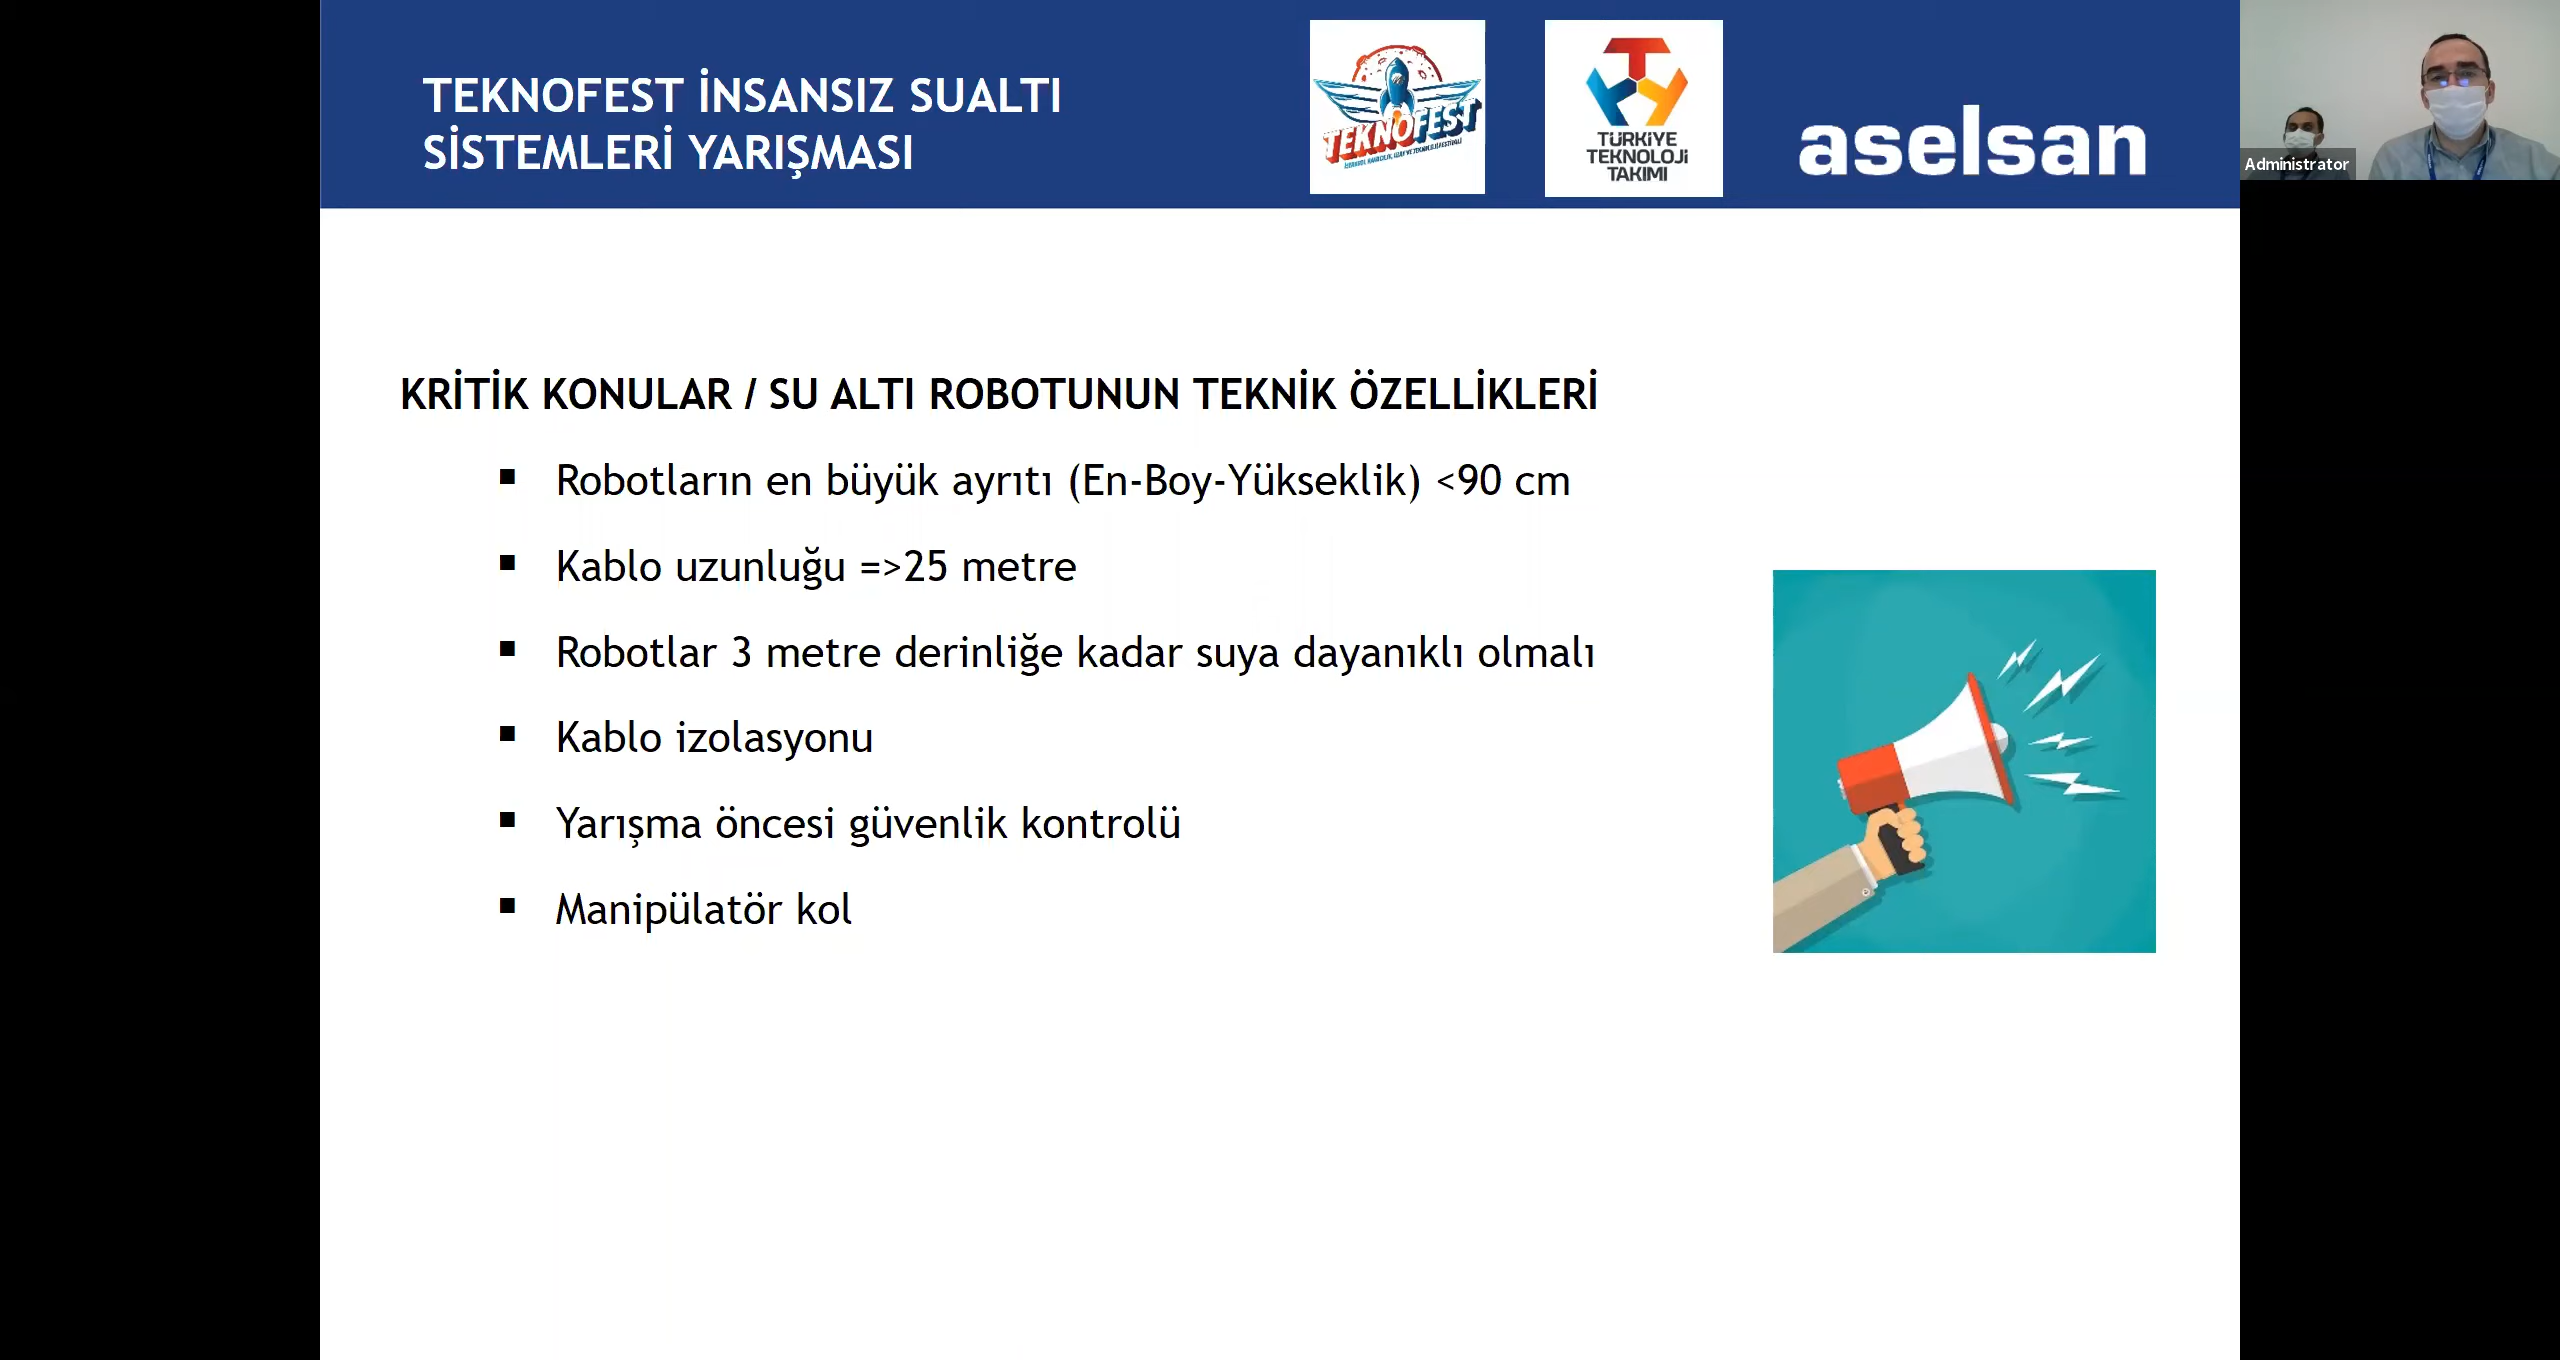 TEKNOFEST İNSANSIZ SUALTI
SİSTEMLERİ YARIŞMASI
TEKNOFEST
TÜRKİYE
TEKNOLOJİ
TAKIMI
aselsan
Administrator
KRİTİK KONULAR / SU ALTI ROBOTUNUN TEKNİK ÖZELLİKLERİ
▪ Robotların en büyük ayrıtı (En-Boy-Yükseklik) <90 cm
▪ Kablo uzunluğu =>25 metre
▪ Robotlar 3 metre derinliğe kadar suya dayanıklı olmalı
▪ Kablo izolasyonu
▪ Yarışma öncesi güvenlik kontrolü
▪ Manipülatör kol